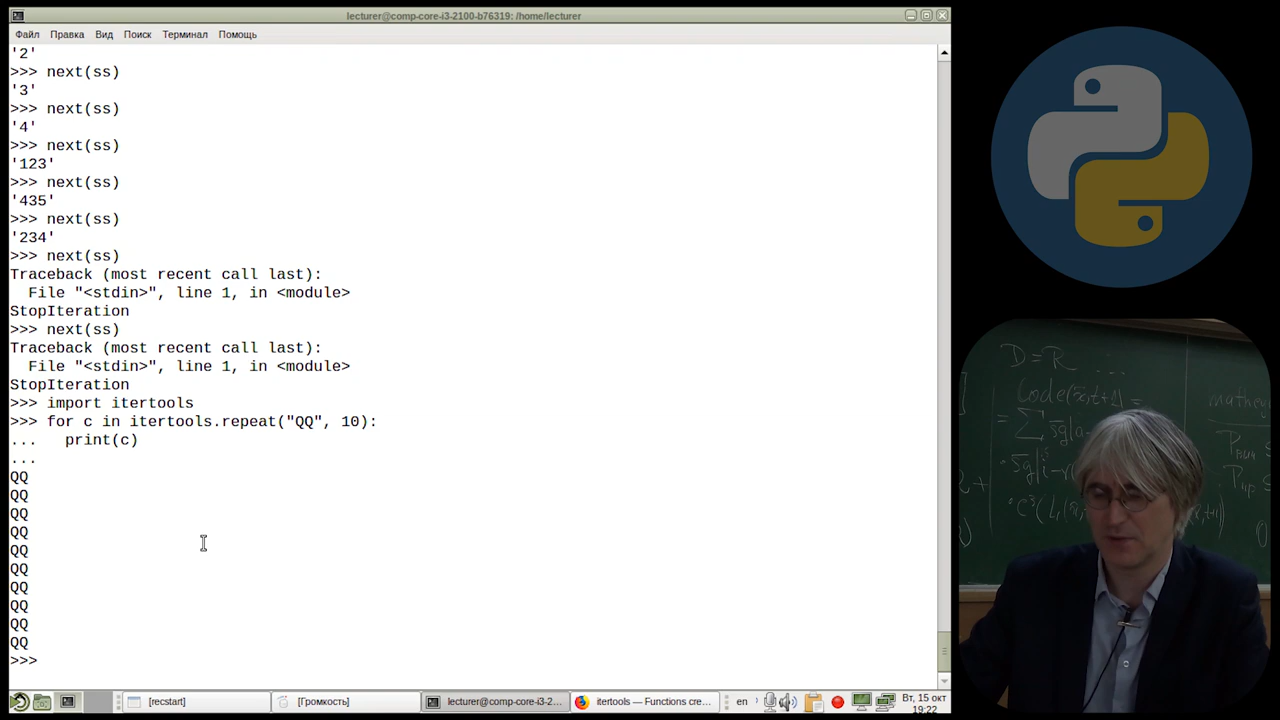 lecturer@comp-core-i3-2100-b76319: /home/lecturer
Файл Правка Вид Поиск Терминал Помощь
'2'
>>> next(ss)
'3'
>>> next(ss)
'4'
>>> next(ss)
'123'
>>> next(ss)
'435'
>>> next(ss)
'234'
>>> next(ss)
Traceback (most recent call last):
  File "<stdin>", line 1, in <module>
StopIteration
>>> next(ss)
Traceback (most recent call last):
  File "<stdin>", line 1, in <module>
StopIteration
>>> import itertools
>>> for c in itertools.repeat("QQ", 10):
...   print(c)
...
QQ
QQ
QQ
QQ
QQ
QQ
QQ
QQ
QQ
QQ
>>>
[recstart] [Громкость] lecturer@comp-core-i3-2... itertools — Functions cre... en Вт, 15 окт
19:22
D = R ...
Code(